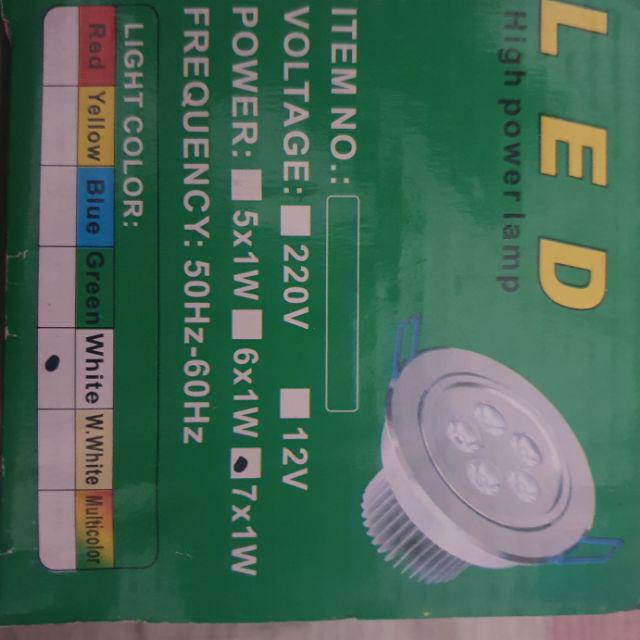 LED
High power lamp
ITEM NO.:
VOLTAGE: 220V 12V
POWER: 5x1W 6x1W 7x1W
FREQUENCY: 50Hz-60Hz
LIGHT COLOR:
Red Yellow Blue Green White W.White Multicolor